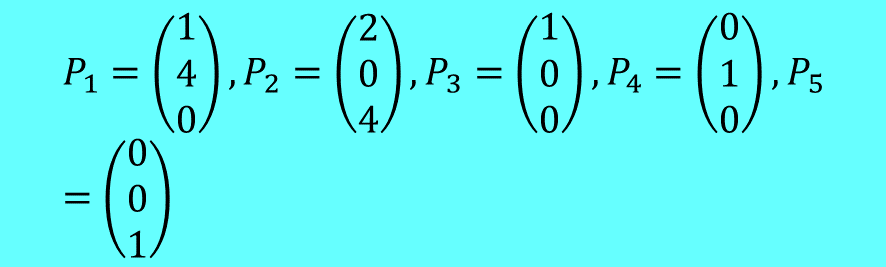 P₁ = (1 4 0), P₂ = (2 0 4), P₃ = (1 0 0), P₄ = (0 1 0), P₅
= (0 0 1)